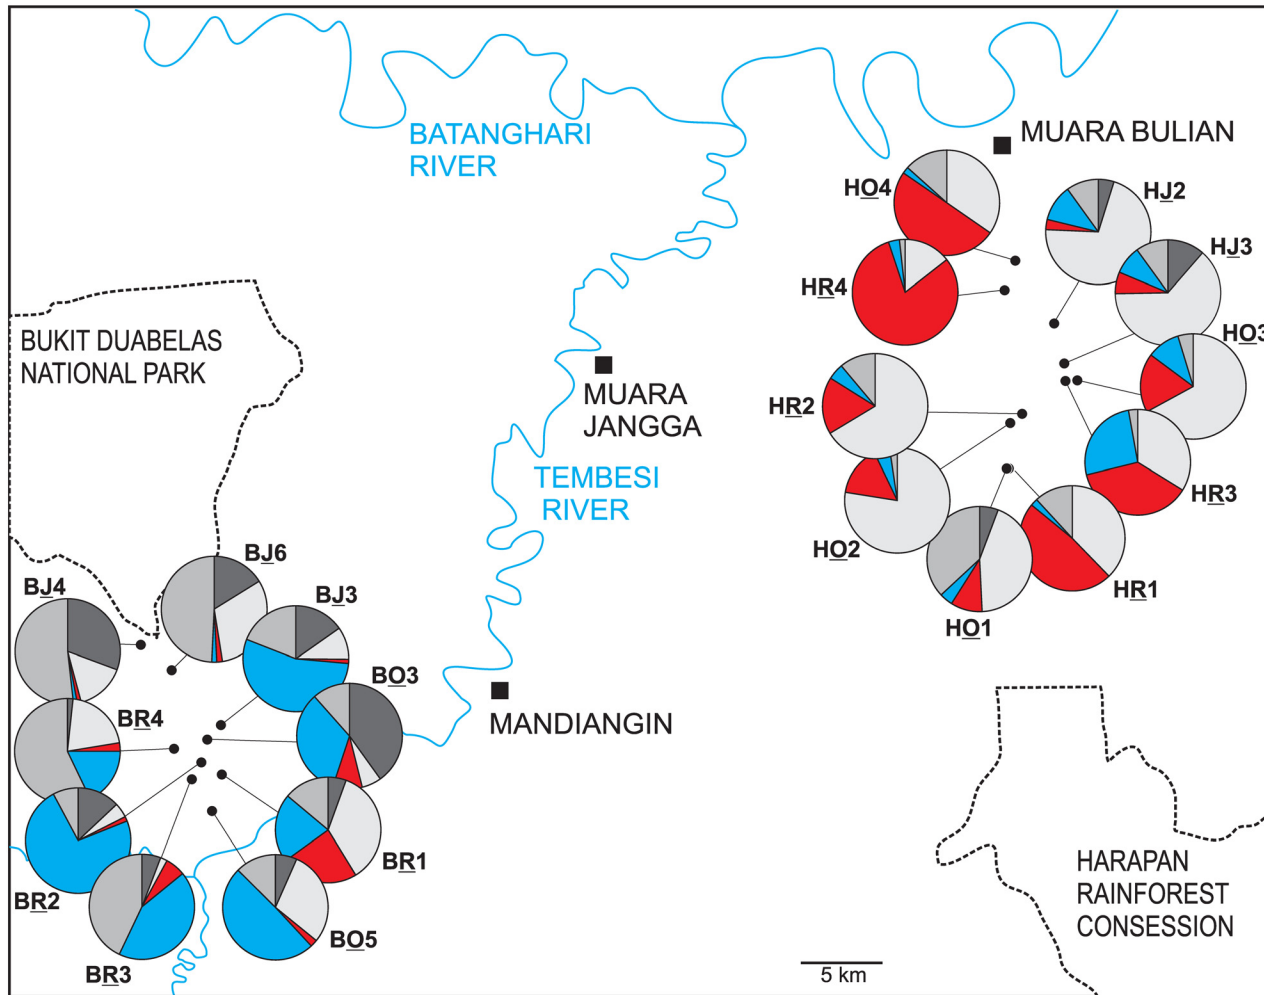 BATANGHARI
RIVER
MUARA BULIAN
HO4
HJ2
HJ3
HR4
HO3
BUKIT DUABELAS
NATIONAL PARK
MUARA
JANGGA
HR2
TEMBESI
RIVER
HR3
HO2
HR1
HO1
BJ6
BJ4
BJ3
BO3
BR4
MANDIANGIN
BR1
BR2
BO5
BR3
HARAPAN
RAINFOREST
CONSESSION
5 km